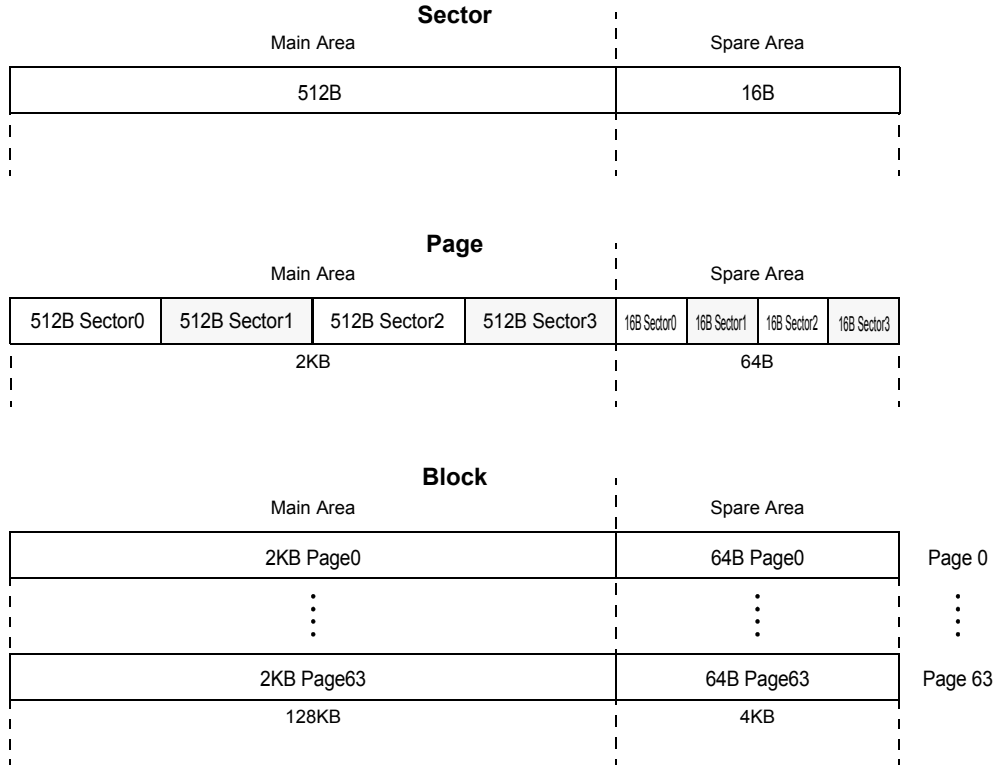 Sector
Main Area Spare Area
512B 16B
Page
Main Area Spare Area
512B Sector0 512B Sector1 512B Sector2 512B Sector3 16B Sector0 16B Sector1 16B Sector2 16B Sector3
2KB 64B
Block
Main Area Spare Area
2KB Page0 64B Page0 Page 0
2KB Page63 64B Page63 Page 63
128KB 4KB